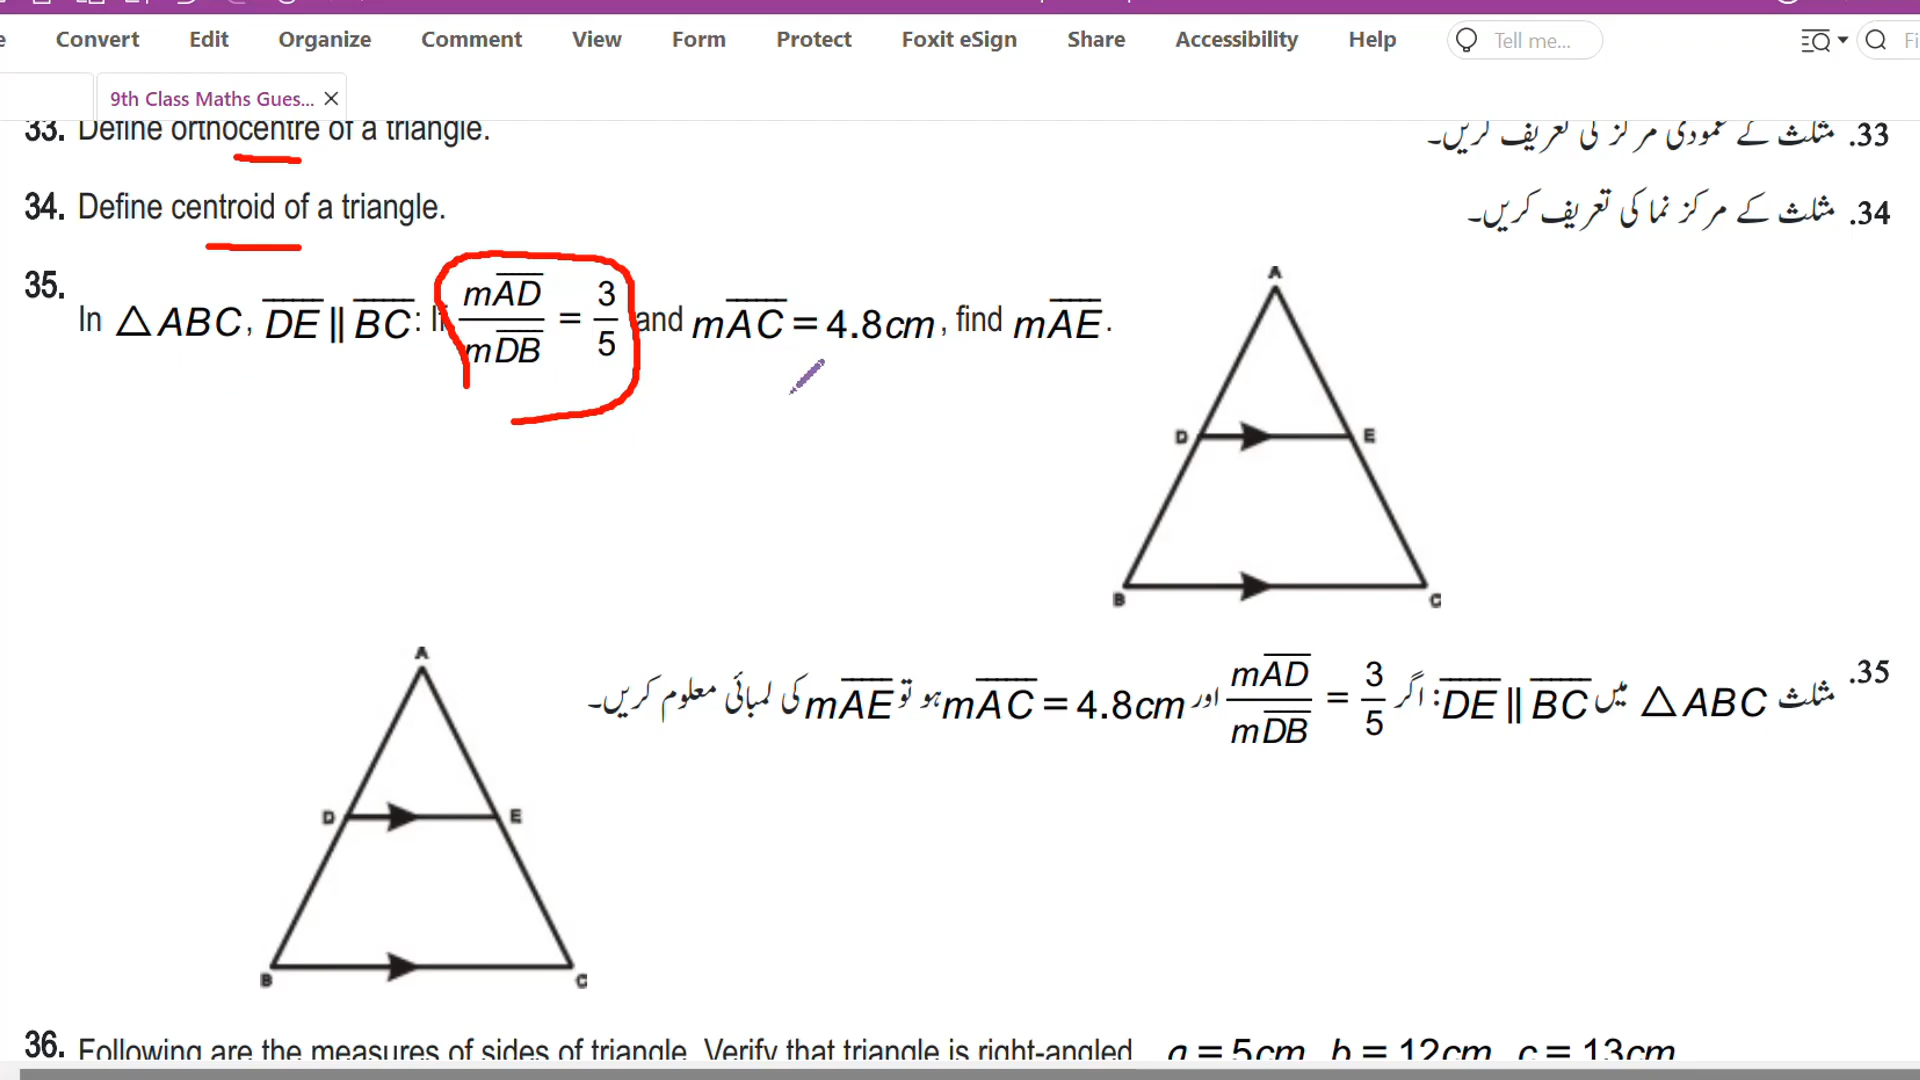 Convert Edit Organize Comment View Form Protect Foxit eSign Share Accessibility Help Tell me... Fi
9th Class Maths Gues...
33. Define orthocentre of a triangle.
33. مثلث کے عمودی مرکز کی تعریف کریں۔
34. Define centroid of a triangle.
34. مثلث کے مرکز نما کی تعریف کریں۔
35. In △ABC, DE || BC: If mAD/mDB = 3/5 and mAC = 4.8cm, find mAE.
A
D E
B C
35. مثلث △ABC میں DE || BC: اگر mAD/mDB = 3/5 اور mAC = 4.8cm ہو تو mAE کی لمبائی معلوم کریں۔
A
D E
B C
36. Following are the measures of sides of triangle. Verify that triangle is right-angled a = 5cm b = 12cm c = 13cm